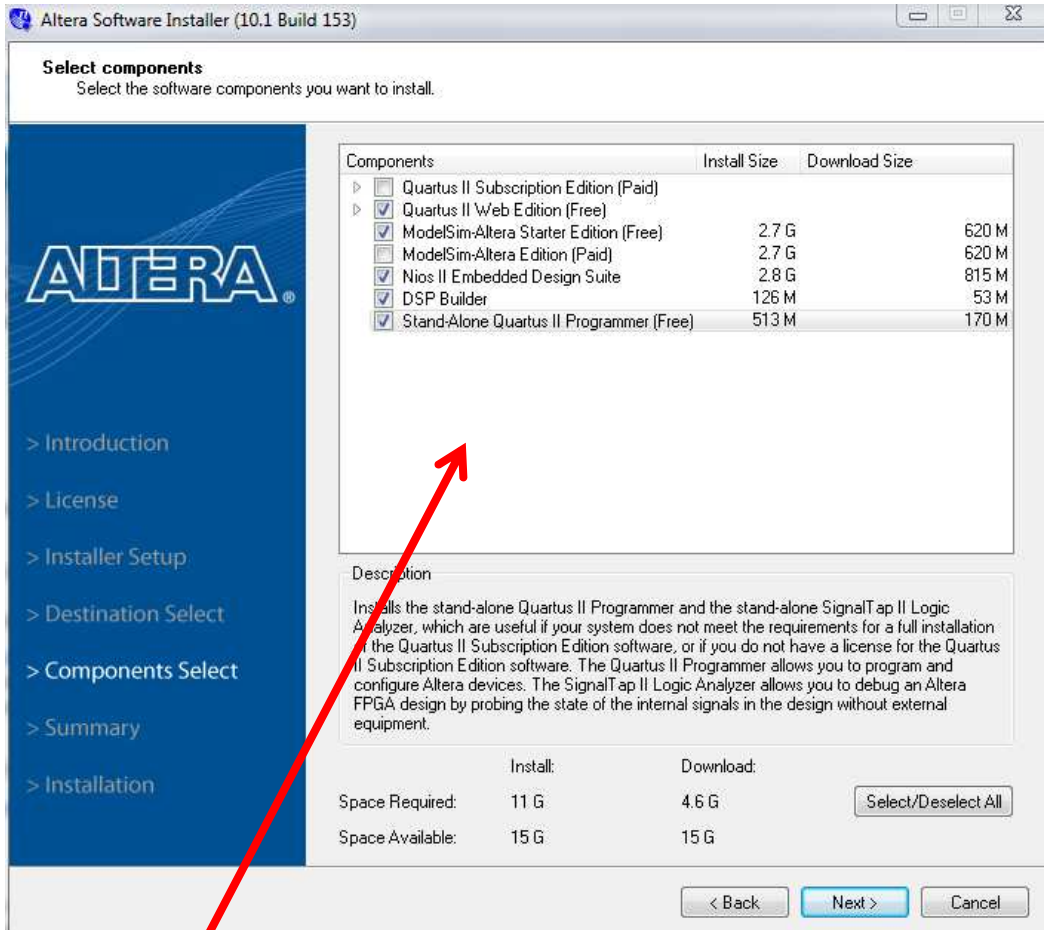 Altera Software Installer (10.1 Build 153)
Select components
Select the software components you want to install.
ALTERA®
> Introduction
> License
> Installer Setup
> Destination Select
> Components Select
> Summary
> Installation
Components Install Size Download Size
Quartus II Subscription Edition (Paid)
Quartus II Web Edition (Free)
ModelSim-Altera Starter Edition (Free) 2.7 G 620 M
ModelSim-Altera Edition (Paid) 2.7 G 620 M
Nios II Embedded Design Suite 2.8 G 815 M
DSP Builder 126 M 53 M
Stand-Alone Quartus II Programmer (Free) 513 M 170 M
Description
Installs the stand-alone Quartus II Programmer and the stand-alone SignalTap II Logic
Analyzer, which are useful if your system does not meet the requirements for a full installation
of the Quartus II Subscription Edition software, or if you do not have a license for the Quartus
II Subscription Edition software. The Quartus II Programmer allows you to program and
configure Altera devices. The SignalTap II Logic Analyzer allows you to debug an Altera
FPGA design by probing the state of the internal signals in the design without external
equipment.
Install: Download:
Space Required: 11 G 4.6 G
Select/Deselect All
Space Available: 15 G 15 G
< Back Next > Cancel